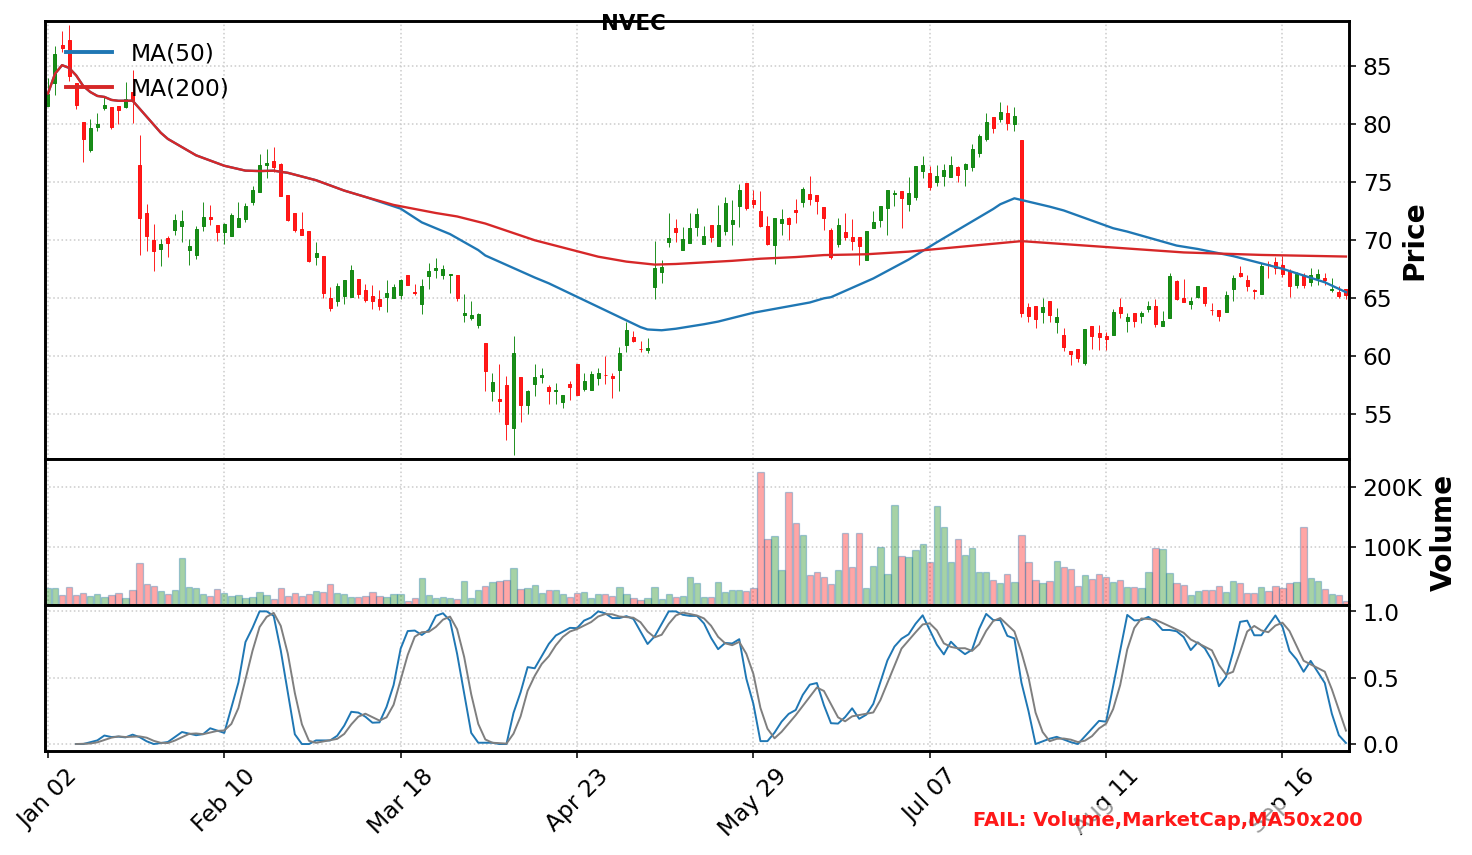 NVEC
MA(50)
MA(200)
85
80
75
70
65
60
55
Price
200K
100K
Volume
1.0
0.5
0.0
Jan 02
Feb 10
Mar 18
Apr 23
May 29
Jul 07
Aug 11
Sep 16
FAIL: Volume,MarketCap,MA50x200